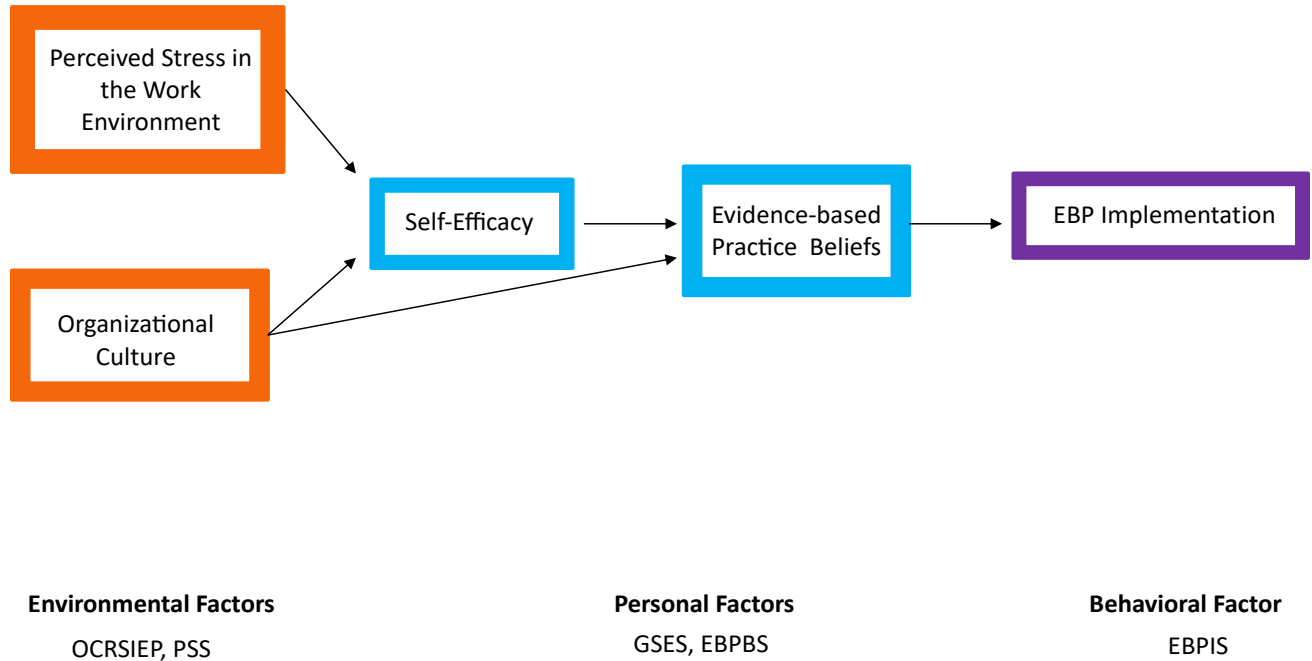 Perceived Stress in
the Work
Environment
Self-Efficacy
Evidence-based
Practice Beliefs
EBP Implementation
Organizational
Culture
Environmental Factors
OCRSIEP, PSS
Personal Factors
GSES, EBPBS
Behavioral Factor
EBPIS